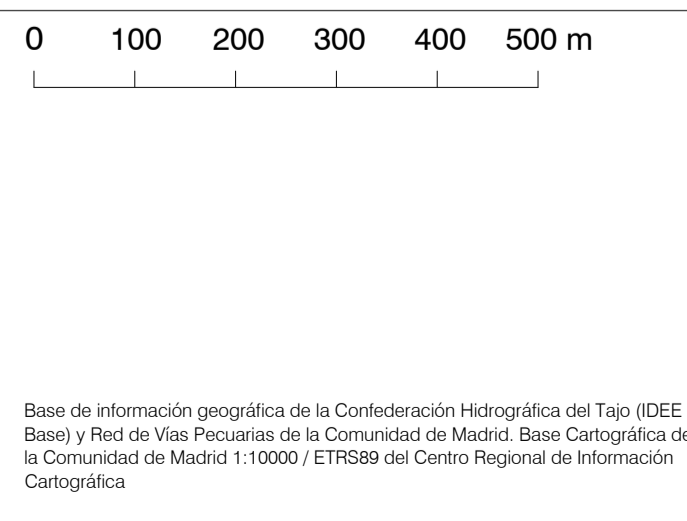 0 100 200 300 400 500 m
Base de información geográfica de la Confederación Hidrográfica del Tajo (IDEE
Base) y Red de Vías Pecuarias de la Comunidad de Madrid. Base Cartográfica de
la Comunidad de Madrid 1:10000 / ETRS89 del Centro Regional de Información
Cartográfica